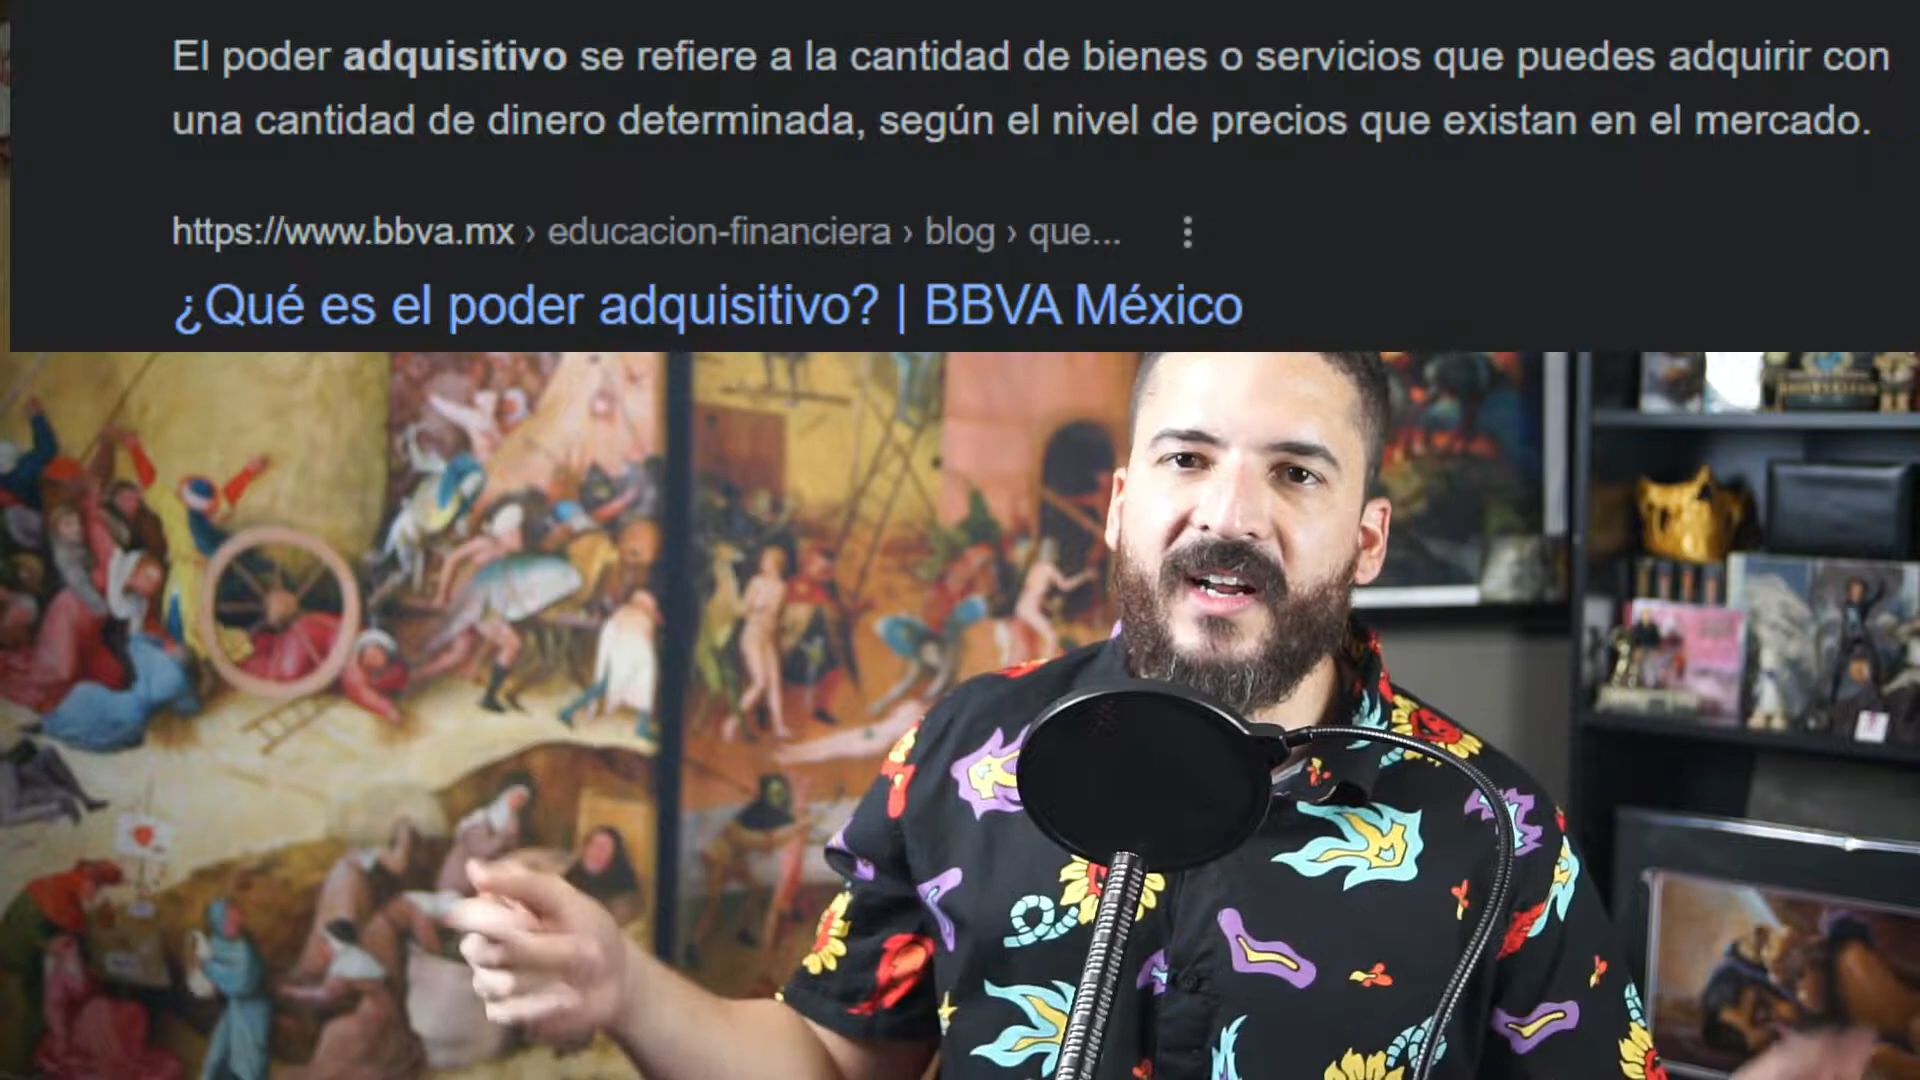 El poder adquisitivo se refiere a la cantidad de bienes o servicios que puedes adquirir con
una cantidad de dinero determinada, según el nivel de precios que existan en el mercado.
https://www.bbva.mx › educacion-financiera › blog › que...
¿Qué es el poder adquisitivo? | BBVA México